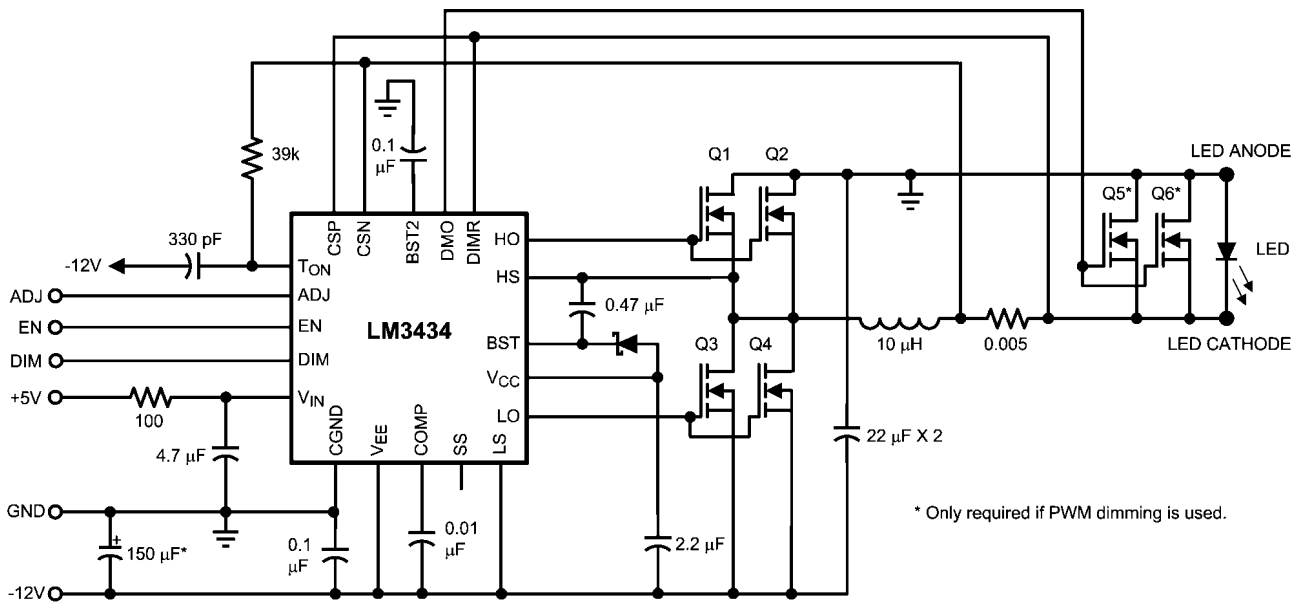 39k
0.1
µF
Q1
Q2
LED ANODE
Q5*
Q6*
330 pF
-12V
CSP
CSN
BST2
DMO
DIMR
HO
TON
ADJ
ADJ
HS
LED
EN
EN
0.47 µF
LM3434
BST
10 µH
0.005
LED CATHODE
DIM
DIM
Q3
Q4
VCC
+5V
100
VIN
LO
CGND
VEE
COMP
SS
LS
22 µF X 2
4.7 µF
GND
* Only required if PWM dimming is used.
+
150 µF*
0.1
µF
0.01
µF
2.2 µF
-12V